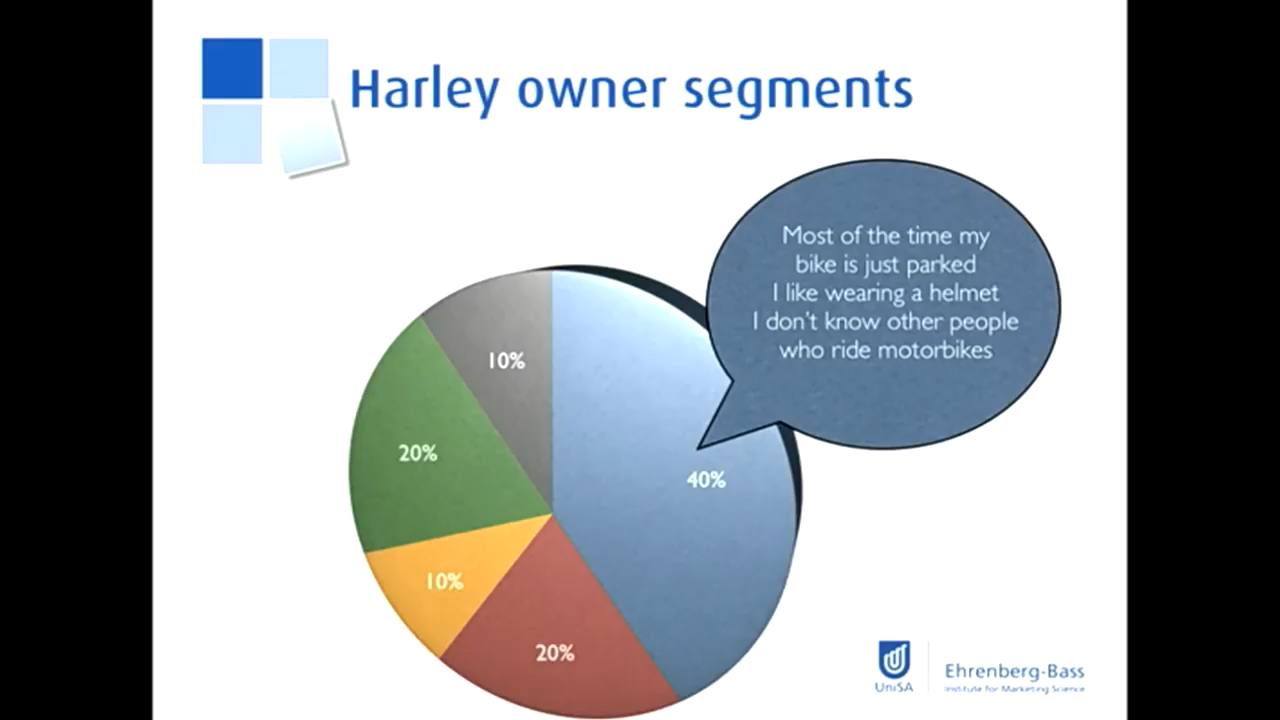 Harley owner segments
Most of the time my
bike is just parked
I like wearing a helmet
I don't know other people
who ride motorbikes
10%
20%
40%
10%
20%
UniSA
Ehrenberg-Bass
Institute for Marketing Science